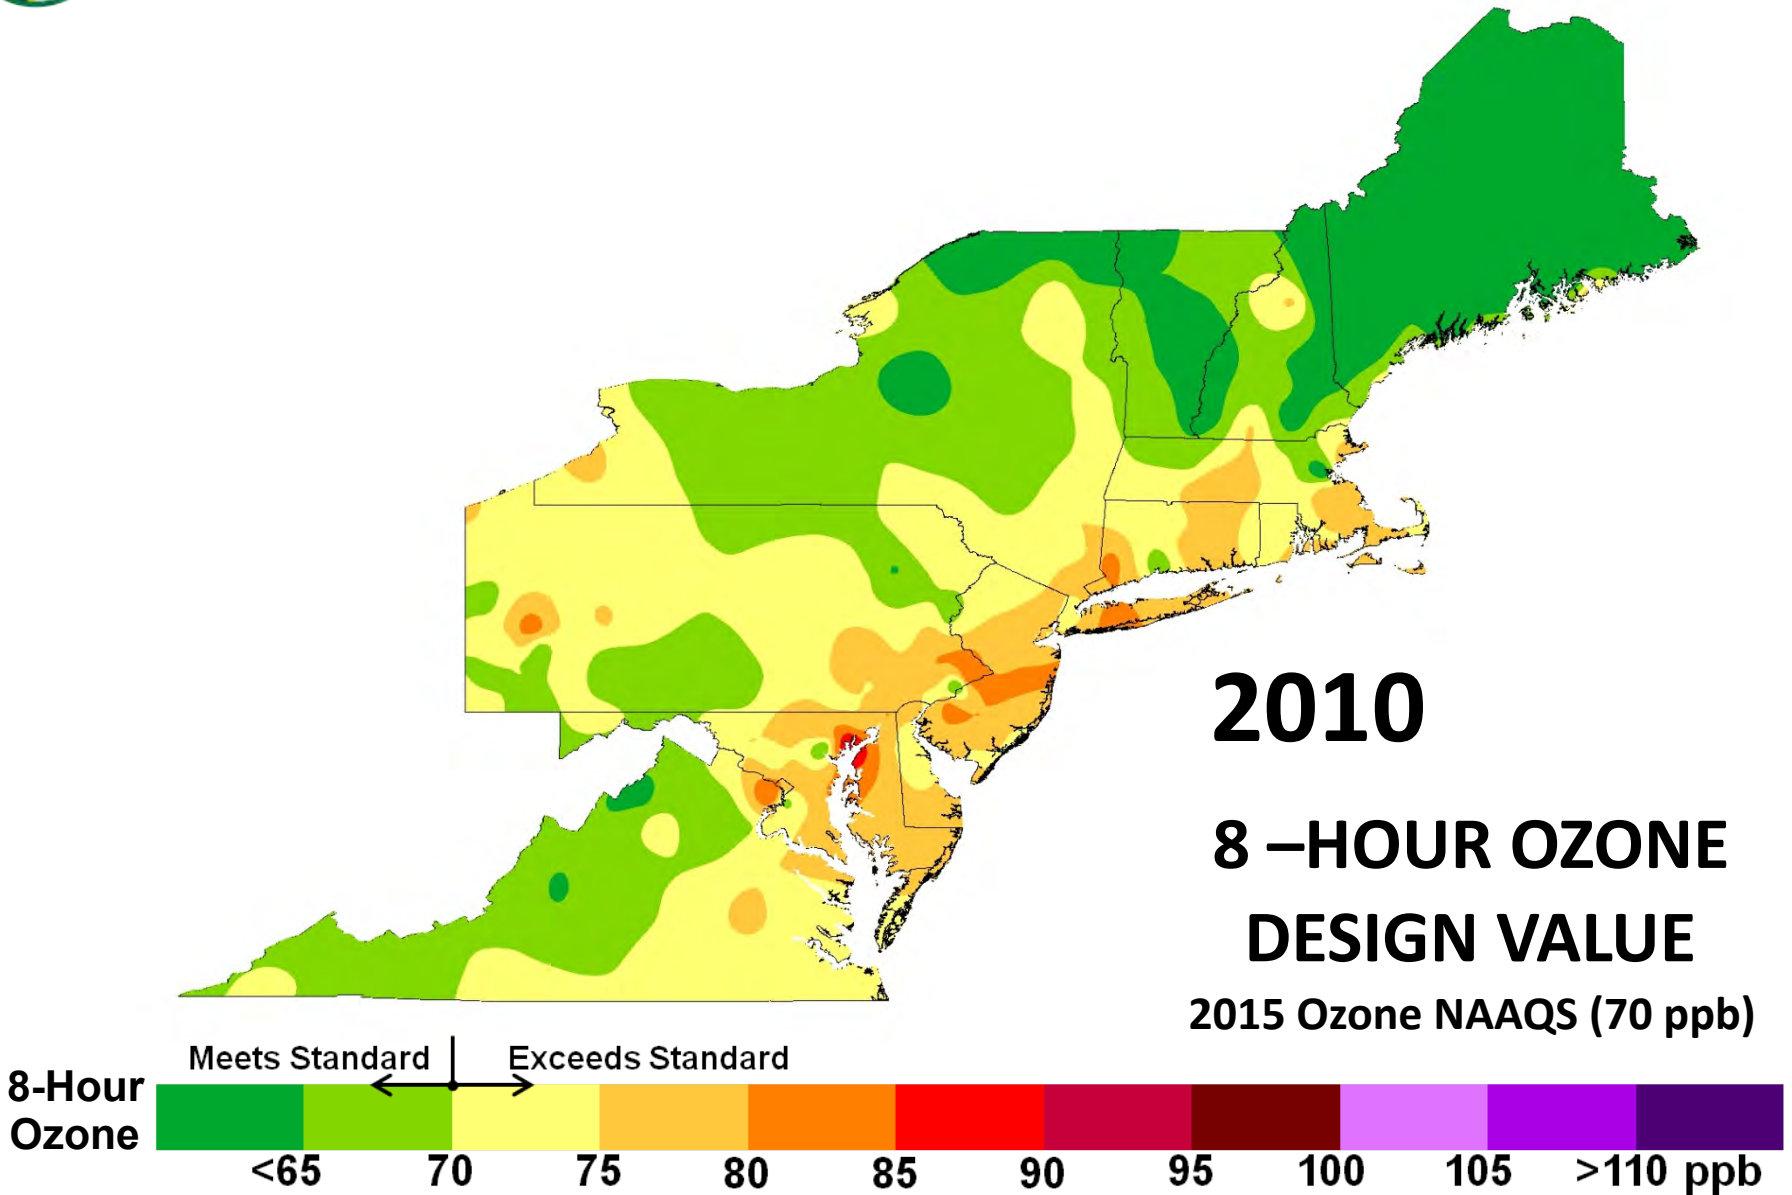 2010
8 –HOUR OZONE
DESIGN VALUE
2015 Ozone NAAQS (70 ppb)
Meets Standard Exceeds Standard
8-Hour
Ozone
<65 70 75 80 85 90 95 100 105 >110 ppb